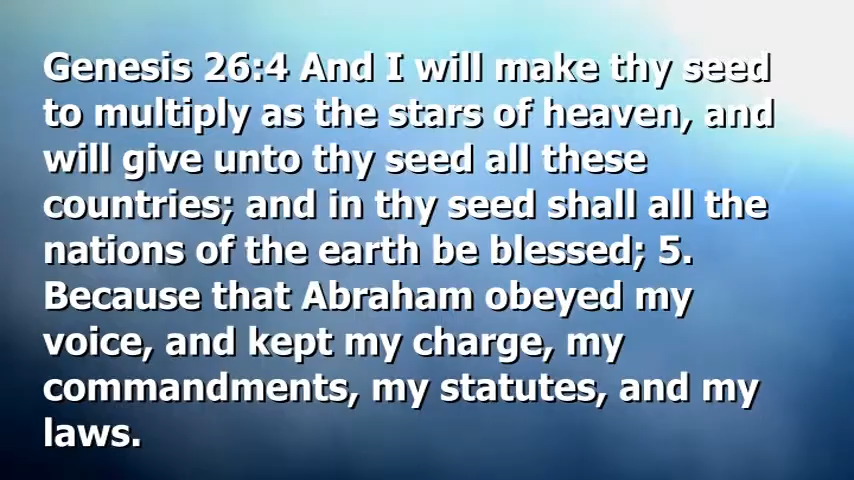 Genesis 26:4 And I will make thy seed
to multiply as the stars of heaven, and
will give unto thy seed all these
countries; and in thy seed shall all the
nations of the earth be blessed; 5.
Because that Abraham obeyed my
voice, and kept my charge, my
commandments, my statutes, and my
laws.